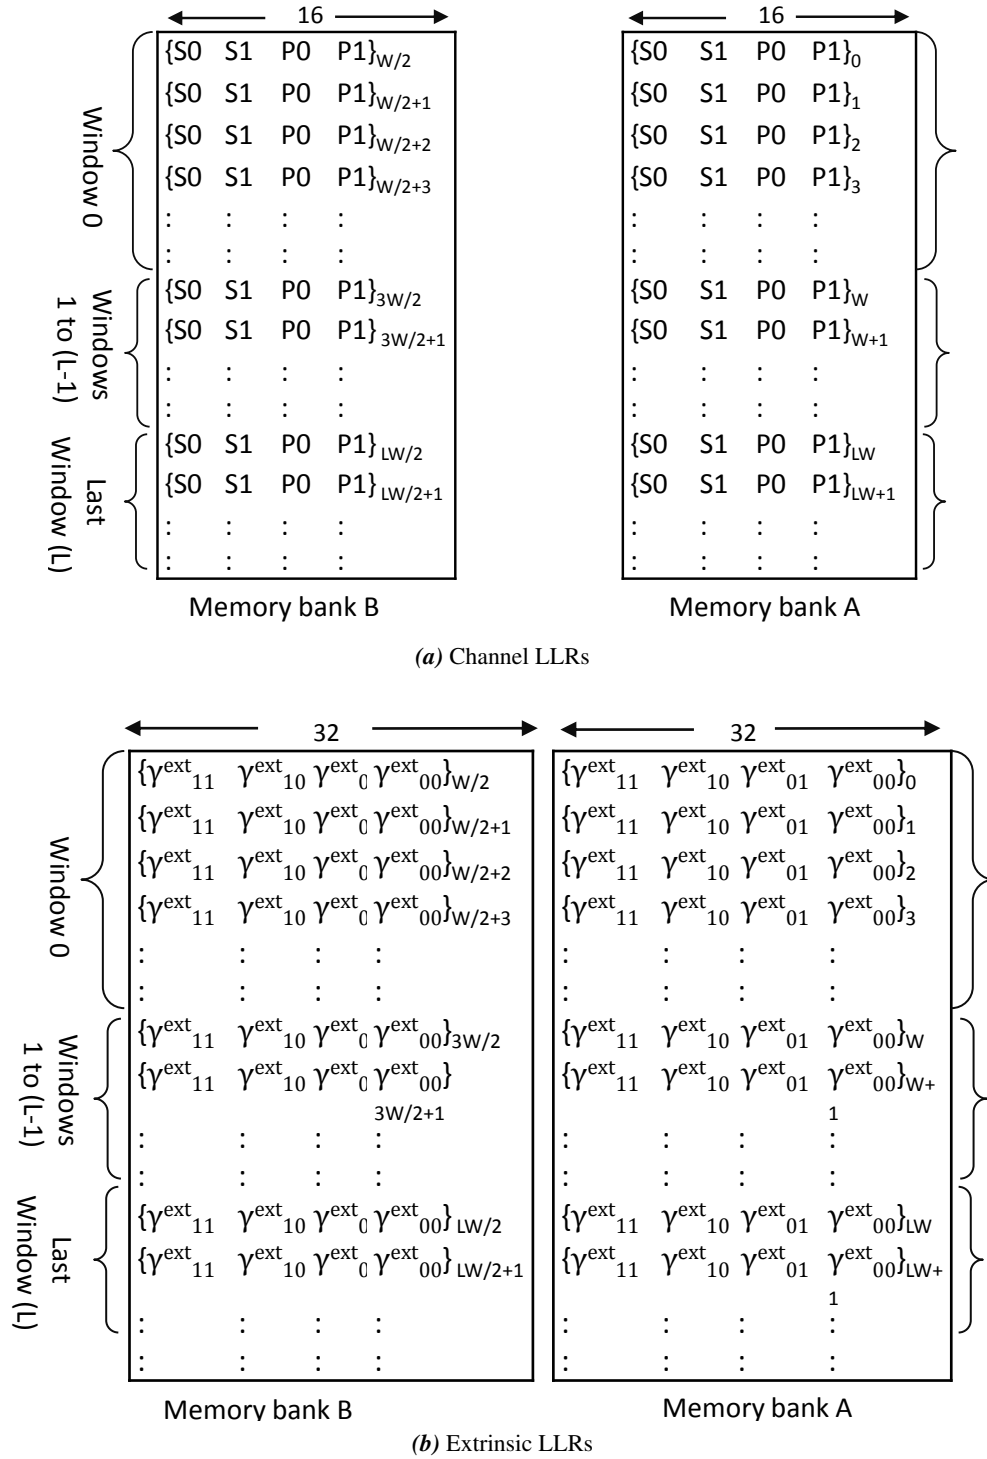 16 16
{S0 S1 P0 P1}W/2 {S0 S1 P0 P1}0
{S0 S1 P0 P1}W/2+1 {S0 S1 P0 P1}1
{S0 S1 P0 P1}W/2+2 {S0 S1 P0 P1}2
{S0 S1 P0 P1}W/2+3 {S0 S1 P0 P1}3
: : : : : : : :
: : : : : : : :
Window 0
{S0 S1 P0 P1}3W/2 {S0 S1 P0 P1}W
{S0 S1 P0 P1}3W/2+1 {S0 S1 P0 P1}W+1
: : : : : : : :
: : : : : : : :
Windows
1 to (L-1)
{S0 S1 P0 P1}LW/2 {S0 S1 P0 P1}LW
{S0 S1 P0 P1}LW/2+1 {S0 S1 P0 P1}LW+1
: : : : : : : :
: : : : : : : :
Last
Window (L)
Memory bank B Memory bank A
(a) Channel LLRs
32 32
{γext11 γext10 γext0 γext00}W/2 {γext11 γext10 γext01 γext00}0
{γext11 γext10 γext0 γext00}W/2+1 {γext11 γext10 γext01 γext00}1
{γext11 γext10 γext0 γext00}W/2+2 {γext11 γext10 γext01 γext00}2
{γext11 γext10 γext0 γext00}W/2+3 {γext11 γext10 γext01 γext00}3
: : : : : : : :
: : : : : : : :
Window 0
{γext11 γext10 γext0 γext00}3W/2 {γext11 γext10 γext01 γext00}W
{γext11 γext10 γext0 γext00} {γext11 γext10 γext01 γext00}W+
3W/2+1 1
: : : : : : : :
: : : : : : : :
Windows
1 to (L-1)
{γext11 γext10 γext0 γext00}LW/2 {γext11 γext10 γext01 γext00}LW
{γext11 γext10 γext0 γext00}LW/2+1 {γext11 γext10 γext01 γext00}LW+
1
: : : : : : : :
: : : : : : : :
Last
Window (L)
Memory bank B Memory bank A
(b) Extrinsic LLRs